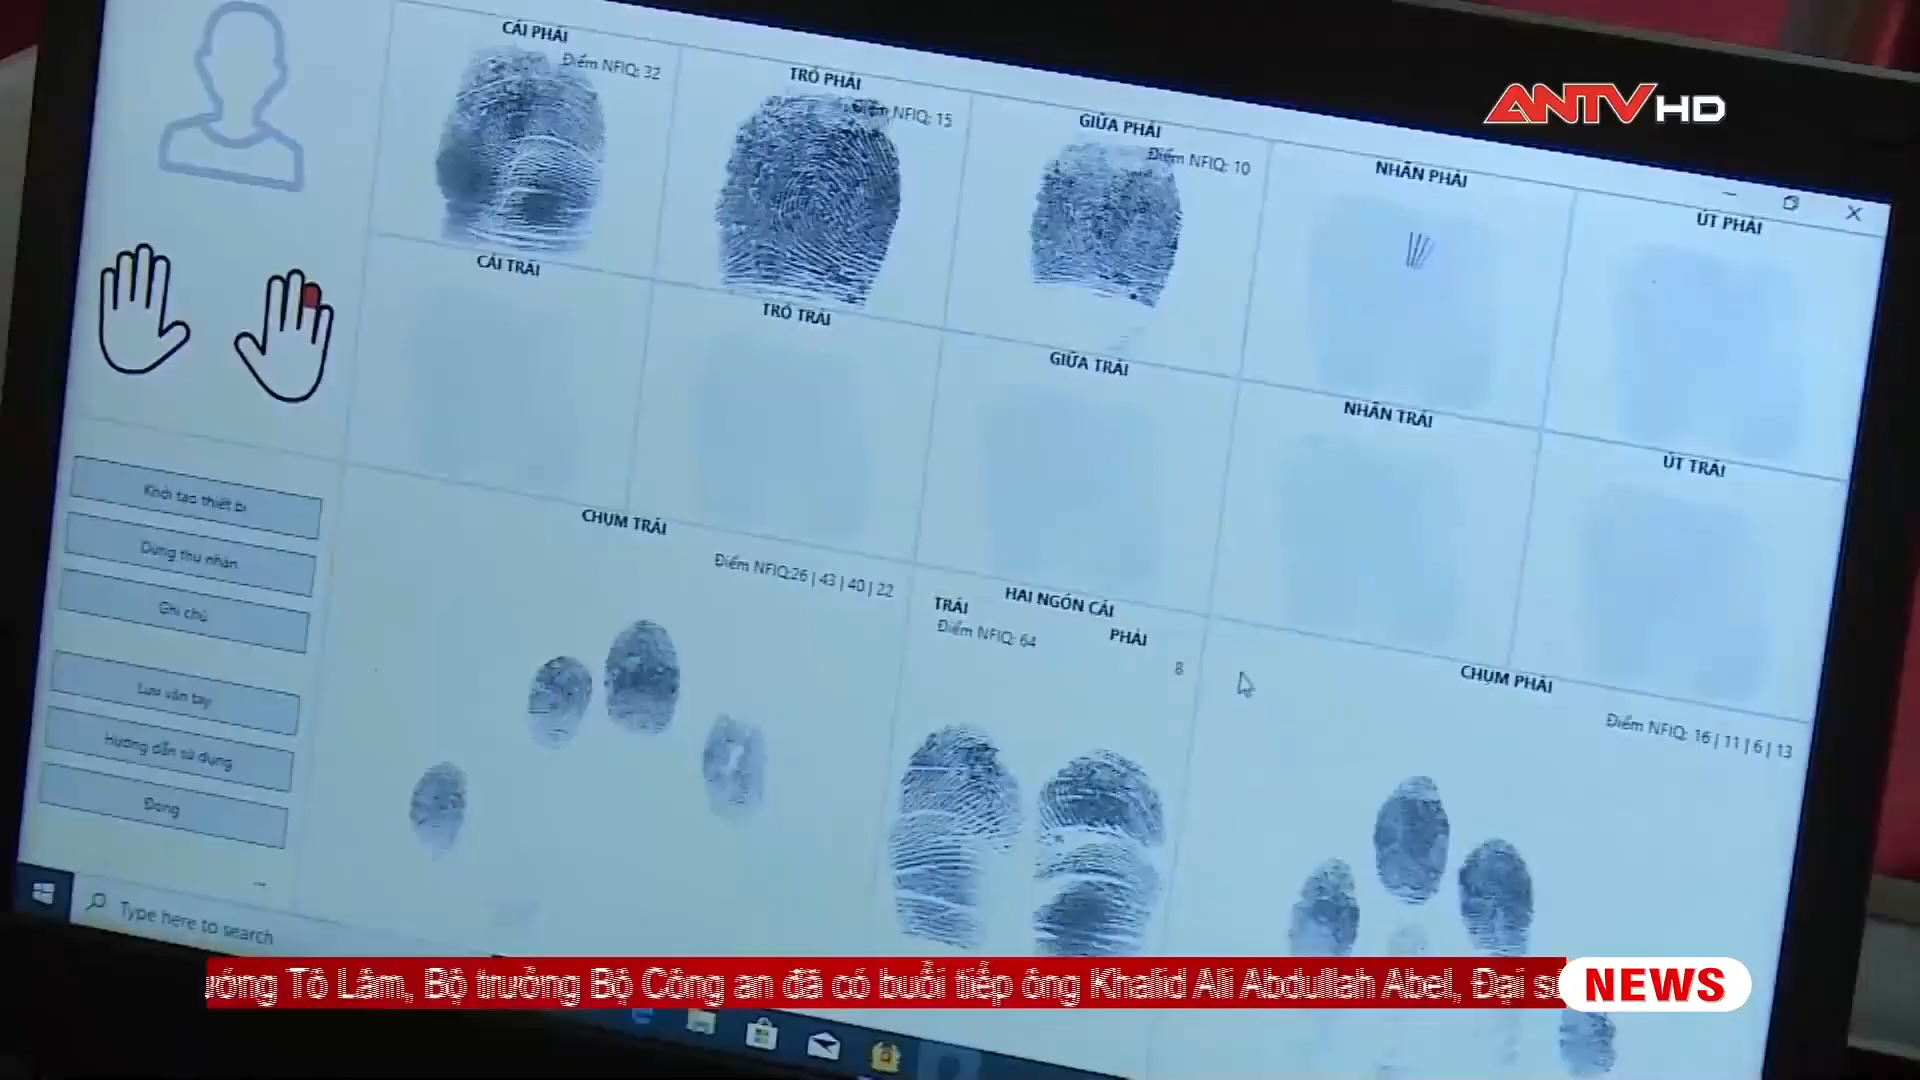 CÁI PHẢI
Điểm NFIQ: 32
TRỎ PHẢI
Điểm NFIQ: 15
GIỮA PHẢI
Điểm NFIQ: 10
NHẪN PHẢI
ÚT PHẢI
ANTV HD
CÁI TRÁI
TRỎ TRÁI
GIỮA TRÁI
NHẪN TRÁI
ÚT TRÁI
Khởi tạo thiết bị
Dừng thu nhận
Ghi chú
Lưu vân tay
Hướng dẫn sử dụng
Đóng
CHỤM TRÁI
Điểm NFIQ:26 | 43 | 40 | 22
HAI NGÓN CÁI
TRÁI
PHẢI
Điểm NFIQ: 64
8
CHỤM PHẢI
Điểm NFIQ: 16 | 11 | 6 | 13
Type here to search
ướng Tô Lâm, Bộ trưởng Bộ Công an đã có buổi tiếp ông Khalid Ali Abdullah Abel, Đại sứ
NEWS